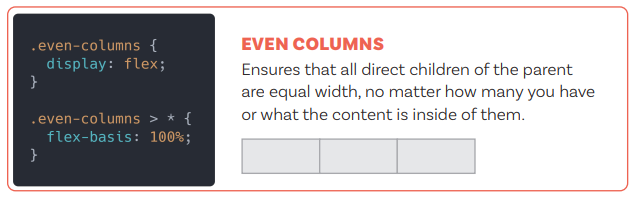 .even-columns {
  display: flex;
}
.even-columns > * {
  flex-basis: 100%;
}
EVEN COLUMNS
Ensures that all direct children of the parent
are equal width, no matter how many you have
or what the content is inside of them.